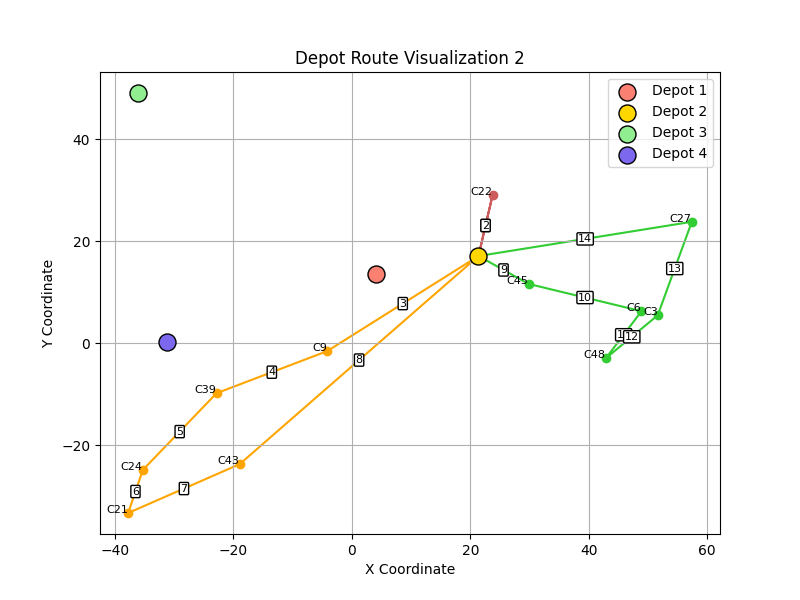 Depot Route Visualization 2
Depot 1
Depot 2
Depot 3
Depot 4
Y Coordinate
40
20
0
−20
C22
2
C27
14
13
9
C45
10
C6
C3
12
C48
3
C9
8
4
C39
5
C24
C43
6
7
C21
−40
−20
0
20
40
60
X Coordinate